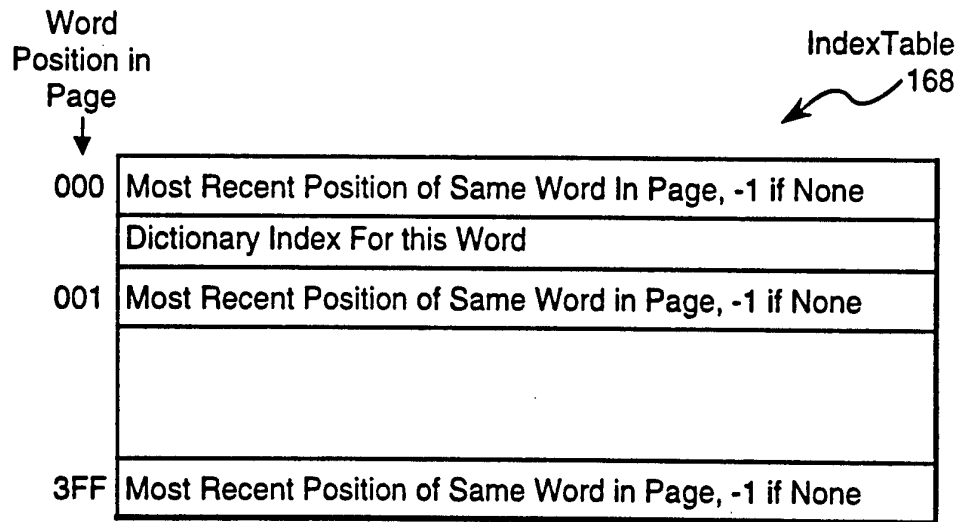 Word
Position in
Page
IndexTable
168
000 Most Recent Position of Same Word In Page, -1 if None
Dictionary Index For this Word
001 Most Recent Position of Same Word in Page, -1 if None
3FF Most Recent Position of Same Word in Page, -1 if None